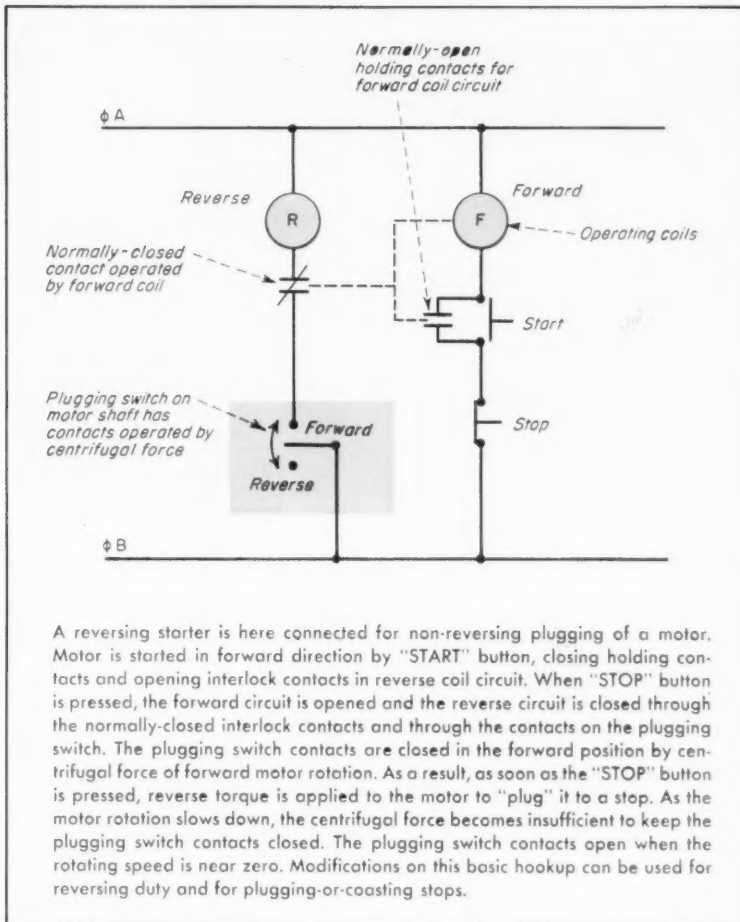 Normally-open
holding contacts for
forward coil circuit
ϕ A
Reverse
Forward
R
F
Operating coils
Normally-closed
contact operated
by forward coil
Start
Plugging switch on
motor shaft has
contacts operated by
centrifugal force
Forward
Stop
Reverse
ϕ B
A reversing starter is here connected for non-reversing plugging of a motor.
Motor is started in forward direction by "START" button, closing holding con-
tacts and opening interlock contacts in reverse coil circuit. When "STOP" button
is pressed, the forward circuit is opened and the reverse circuit is closed through
the normally-closed interlock contacts and through the contacts on the plugging
switch. The plugging switch contacts are closed in the forward position by cen-
trifugal force of forward motor rotation. As a result, as soon as the "STOP" button
is pressed, reverse torque is applied to the motor to "plug" it to a stop. As the
motor rotation slows down, the centrifugal force becomes insufficient to keep the
plugging switch contacts closed. The plugging switch contacts open when the
rotating speed is near zero. Modifications on this basic hookup can be used for
reversing duty and for plugging-or-coasting stops.